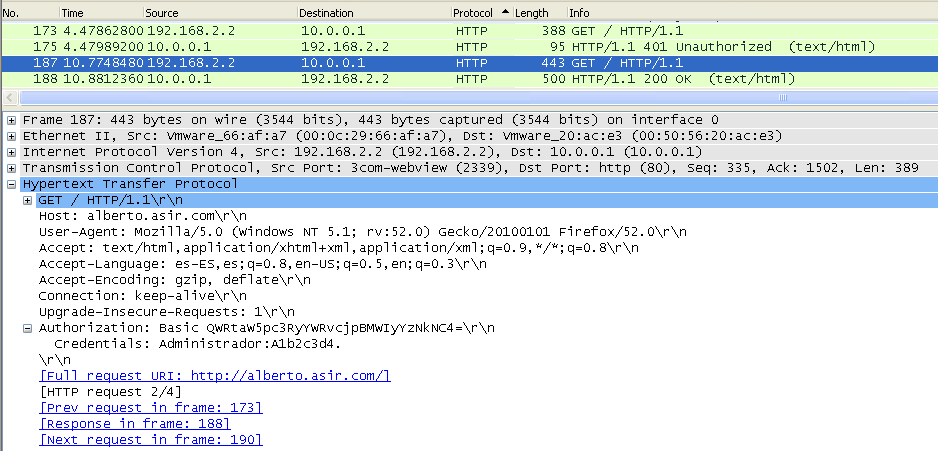 No. Time Source Destination Protocol Length Info
173 4.47862800 192.168.2.2 10.0.0.1 HTTP 388 GET / HTTP/1.1
175 4.47989200 10.0.0.1 192.168.2.2 HTTP 95 HTTP/1.1 401 Unauthorized (text/html)
187 10.7748480 192.168.2.2 10.0.0.1 HTTP 443 GET / HTTP/1.1
188 10.8812360 10.0.0.1 192.168.2.2 HTTP 500 HTTP/1.1 200 OK (text/html)
Frame 187: 443 bytes on wire (3544 bits), 443 bytes captured (3544 bits) on interface 0
Ethernet II, Src: Vmware_66:af:a7 (00:0c:29:66:af:a7), Dst: Vmware_20:ac:e3 (00:50:56:20:ac:e3)
Internet Protocol Version 4, Src: 192.168.2.2 (192.168.2.2), Dst: 10.0.0.1 (10.0.0.1)
Transmission Control Protocol, Src Port: 3com-webview (2339), Dst Port: http (80), Seq: 335, Ack: 1502, Len: 389
Hypertext Transfer Protocol
GET / HTTP/1.1\r\n
Host: alberto.asir.com\r\n
User-Agent: Mozilla/5.0 (Windows NT 5.1; rv:52.0) Gecko/20100101 Firefox/52.0\r\n
Accept: text/html,application/xhtml+xml,application/xml;q=0.9,*/*;q=0.8\r\n
Accept-Language: es-ES,es;q=0.8,en-US;q=0.5,en;q=0.3\r\n
Accept-Encoding: gzip, deflate\r\n
Connection: keep-alive\r\n
Upgrade-Insecure-Requests: 1\r\n
Authorization: Basic QWRtaW5pc3RyYWRvcjpBMWIyYzNkNC4=\r\n
Credentials: Administrador:A1b2c3d4.
\r\n
[Full request URI: http://alberto.asir.com/]
[HTTP request 2/4]
[Prev request in frame: 173]
[Response in frame: 188]
[Next request in frame: 190]